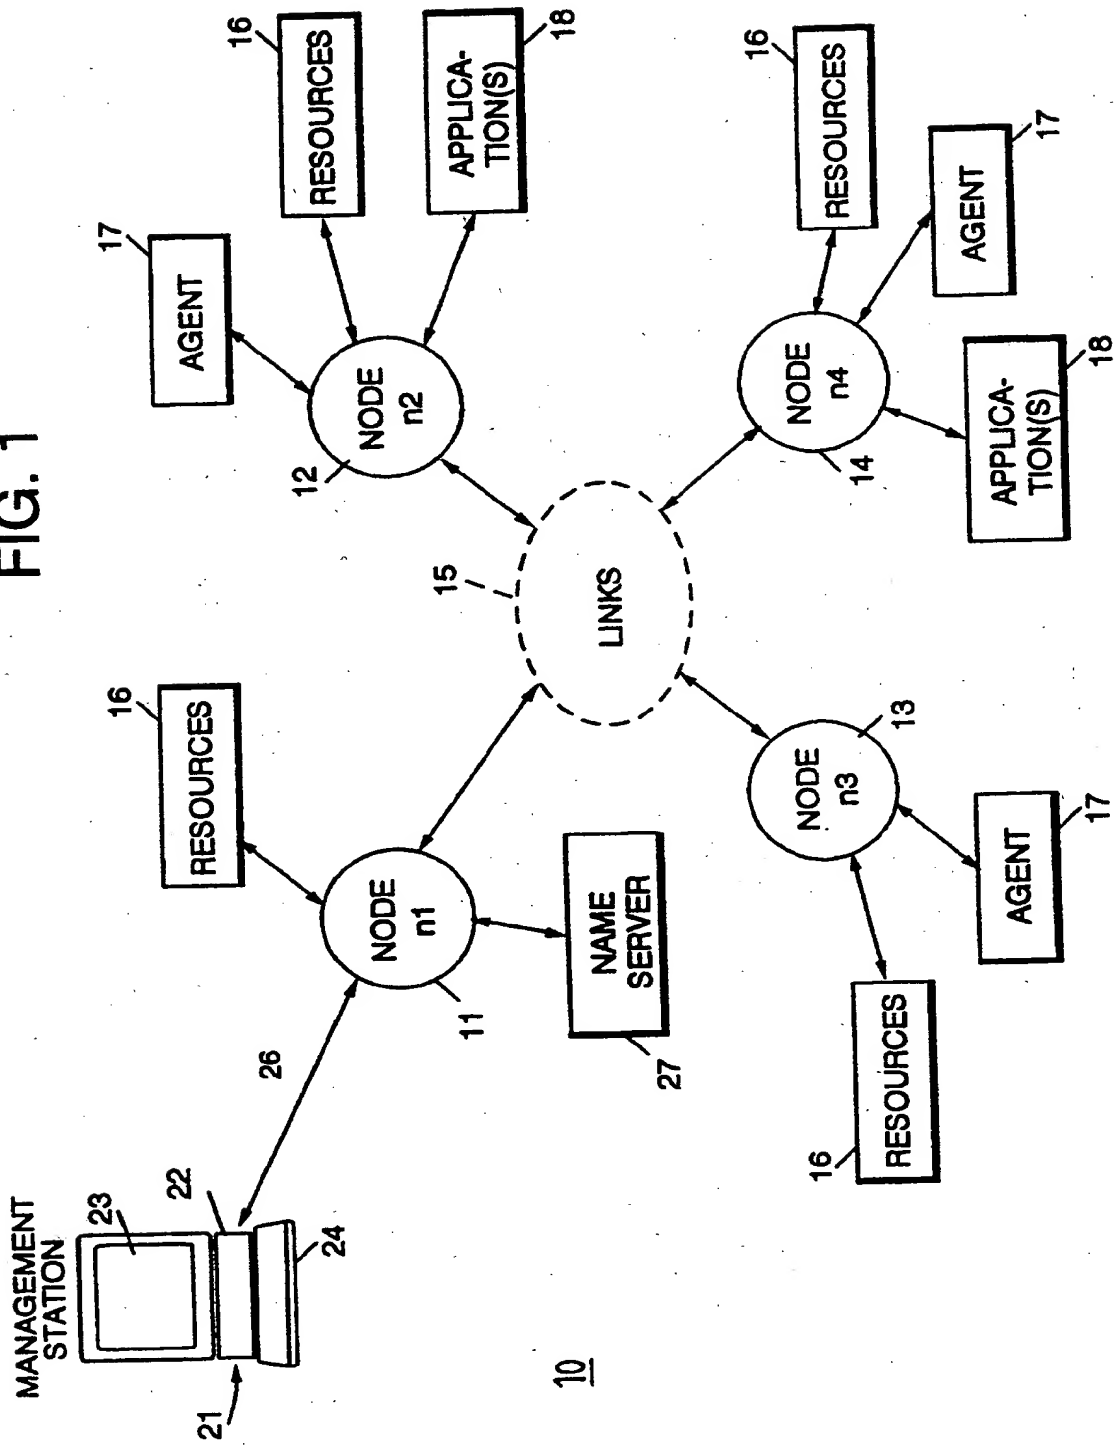 FIG. 1
MANAGEMENT
STATION
23
22
21
24
26
16
RESOURCES
NODE
n1
11
NAME
SERVER
27
15
LINKS
17
AGENT
16
RESOURCES
APPLICA-
TION(S)
18
NODE
n2
12
16
RESOURCES
NODE
n3
13
AGENT
17
16
RESOURCES
NODE
n4
14
AGENT
17
APPLICA-
TION(S)
18
10